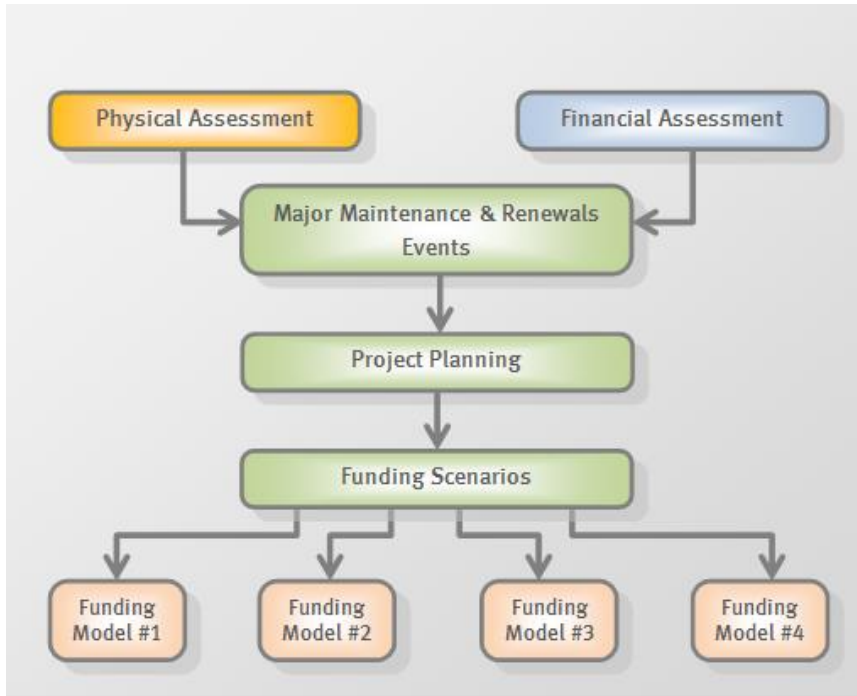 Physical Assessment
Financial Assessment
Major Maintenance & Renewals
Events
Project Planning
Funding Scenarios
Funding
Model #1
Funding
Model #2
Funding
Model #3
Funding
Model #4